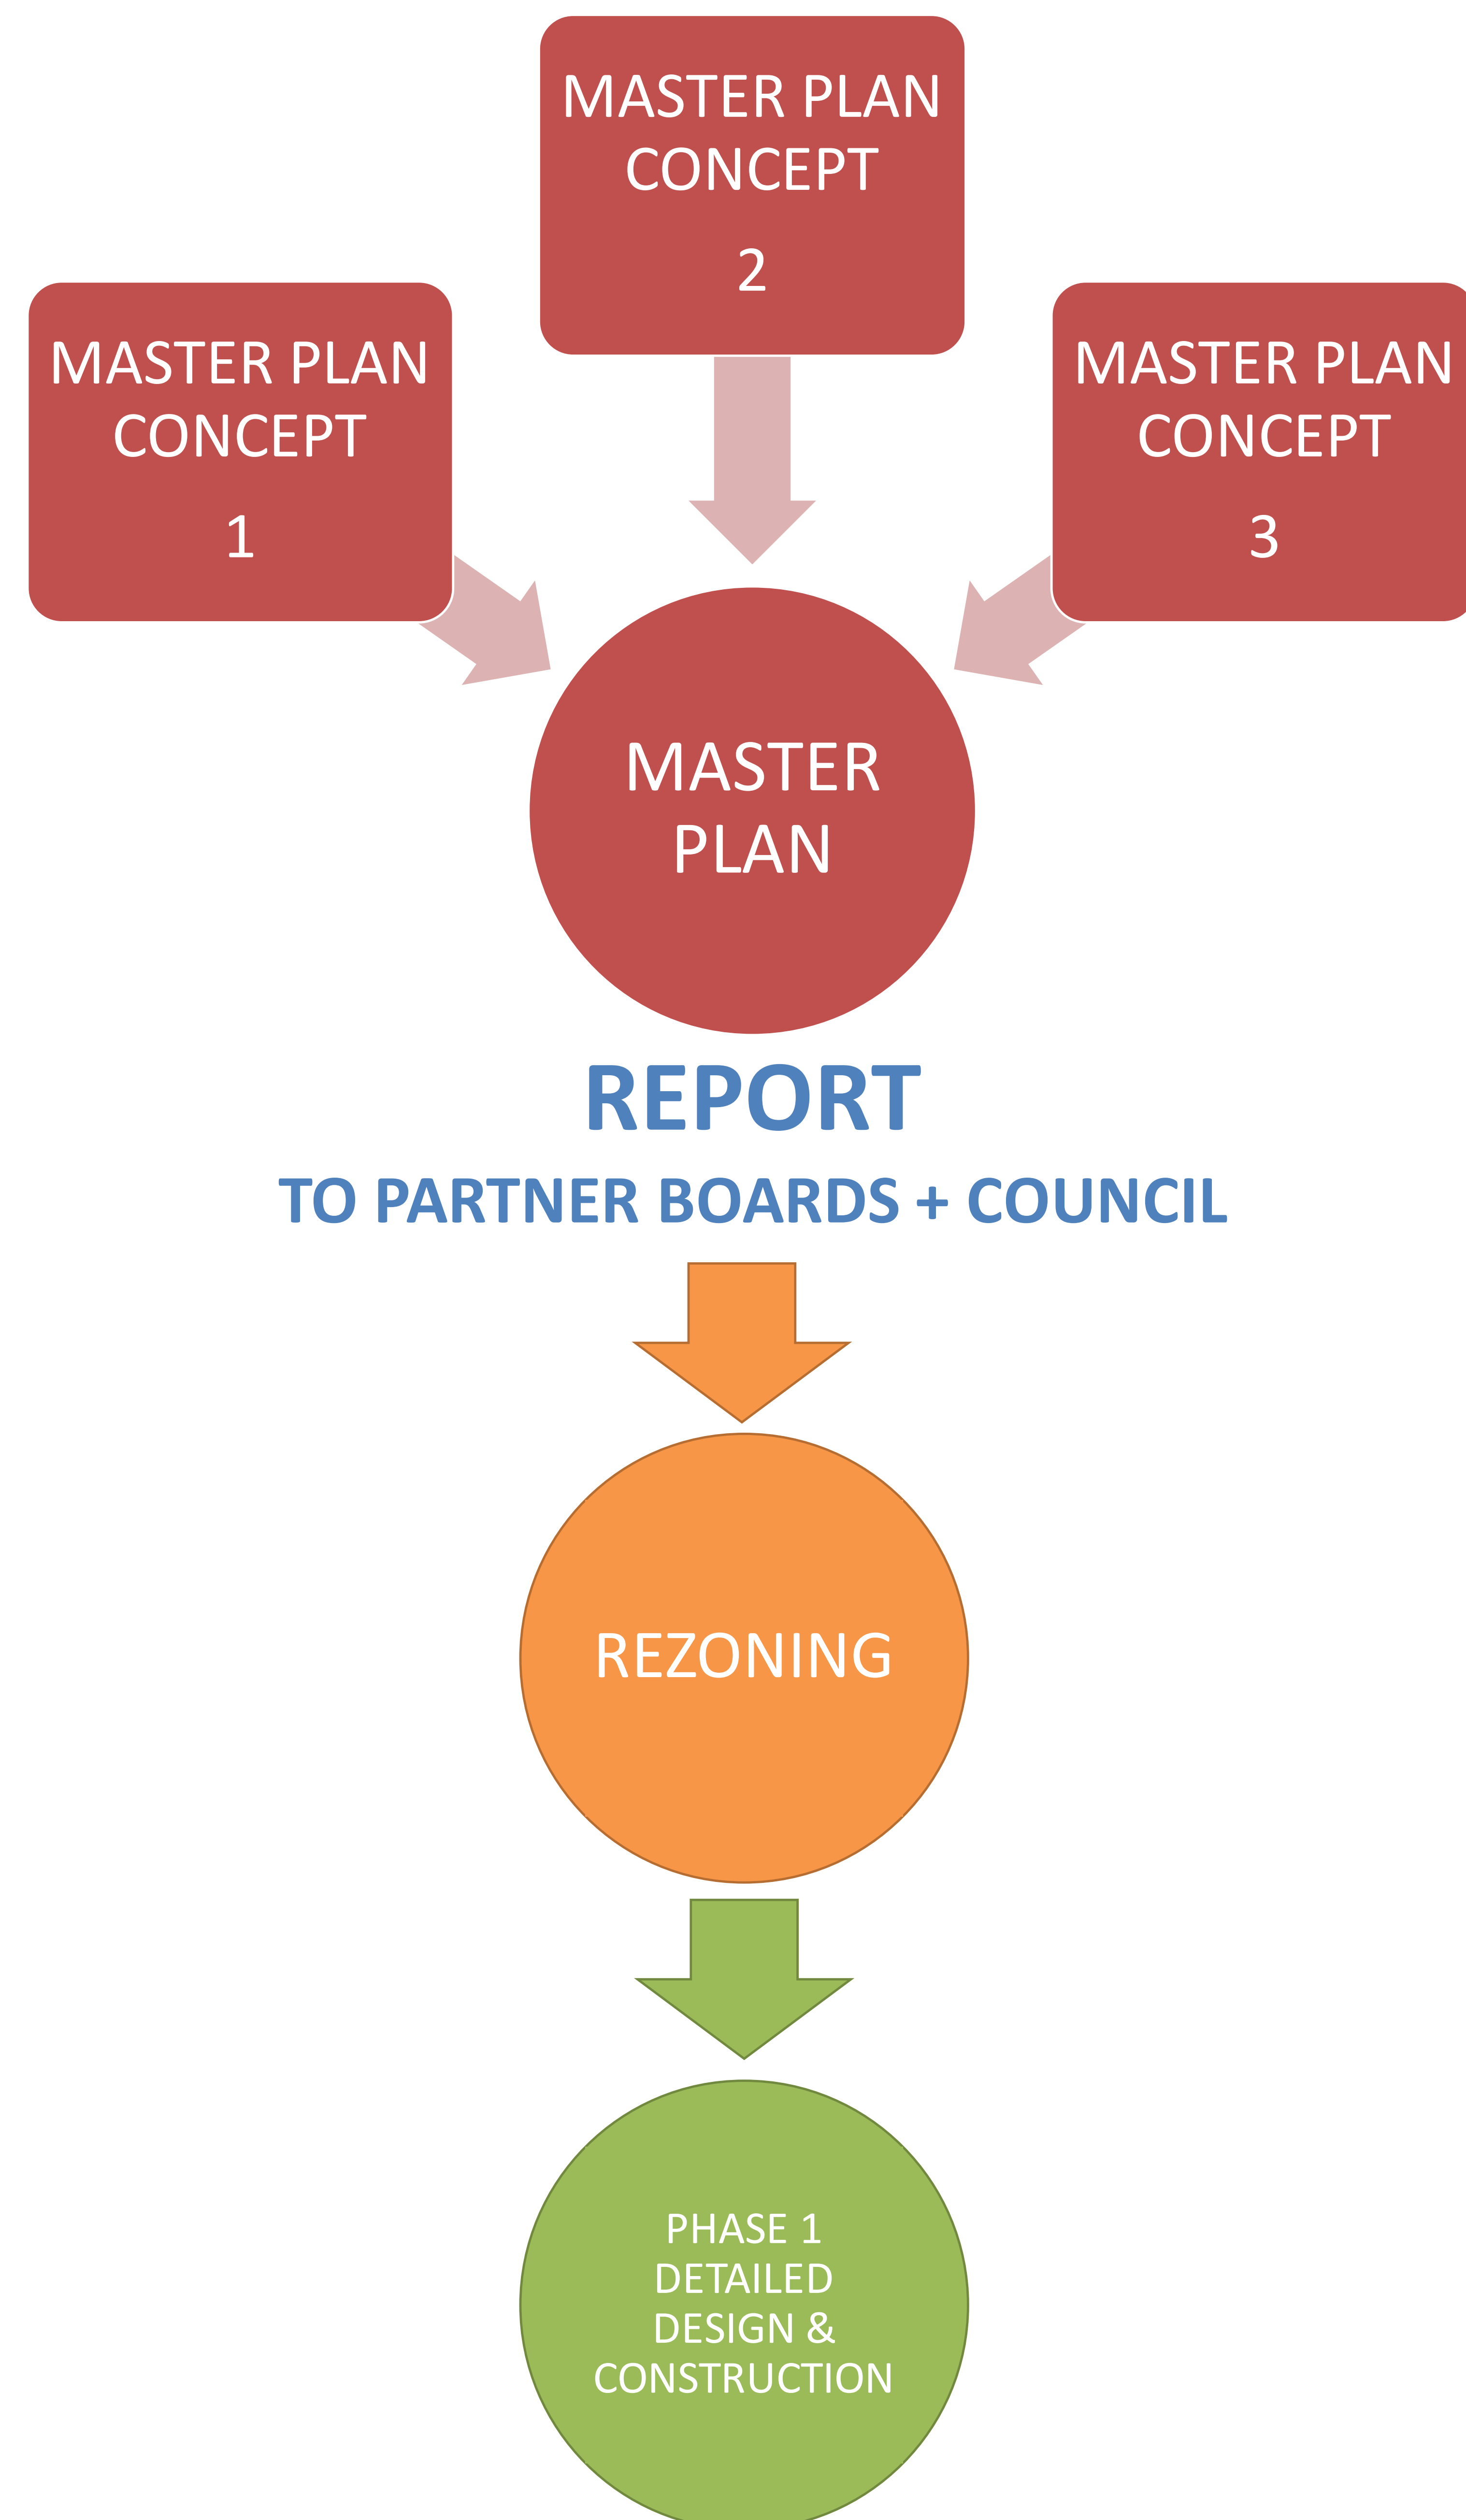 MASTER PLAN
CONCEPT
2
MASTER PLAN
CONCEPT
1
MASTER PLAN
CONCEPT
3
MASTER
PLAN
REPORT
TO PARTNER BOARDS + COUNCIL
REZONING
PHASE 1
DETAILED
DESIGN &
CONSTRUCTION